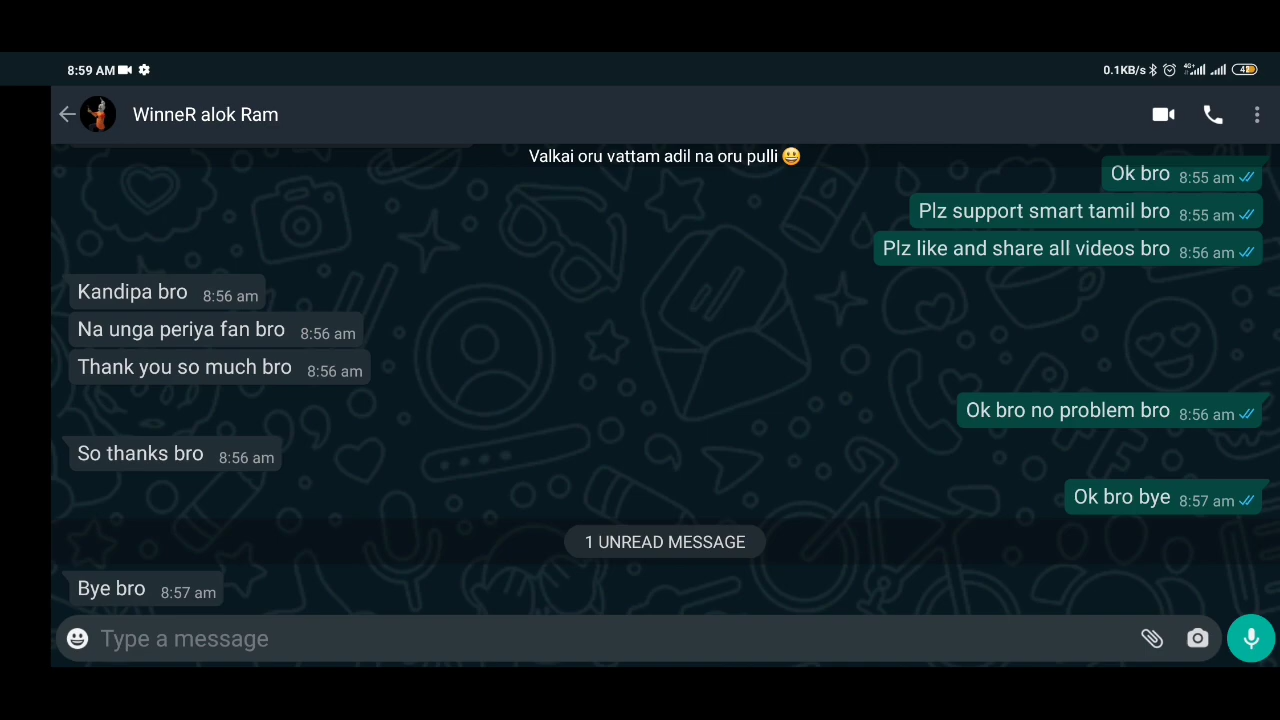 8:59 AM
0.1KB/s 4G+ 42
WinneR alok Ram
Valkai oru vattam adil na oru pulli 😃
Ok bro 8:55 am
Plz support smart tamil bro 8:55 am
Plz like and share all videos bro 8:56 am
Kandipa bro 8:56 am
Na unga periya fan bro 8:56 am
Thank you so much bro 8:56 am
Ok bro no problem bro 8:56 am
So thanks bro 8:56 am
Ok bro bye 8:57 am
1 UNREAD MESSAGE
Bye bro 8:57 am
Type a message